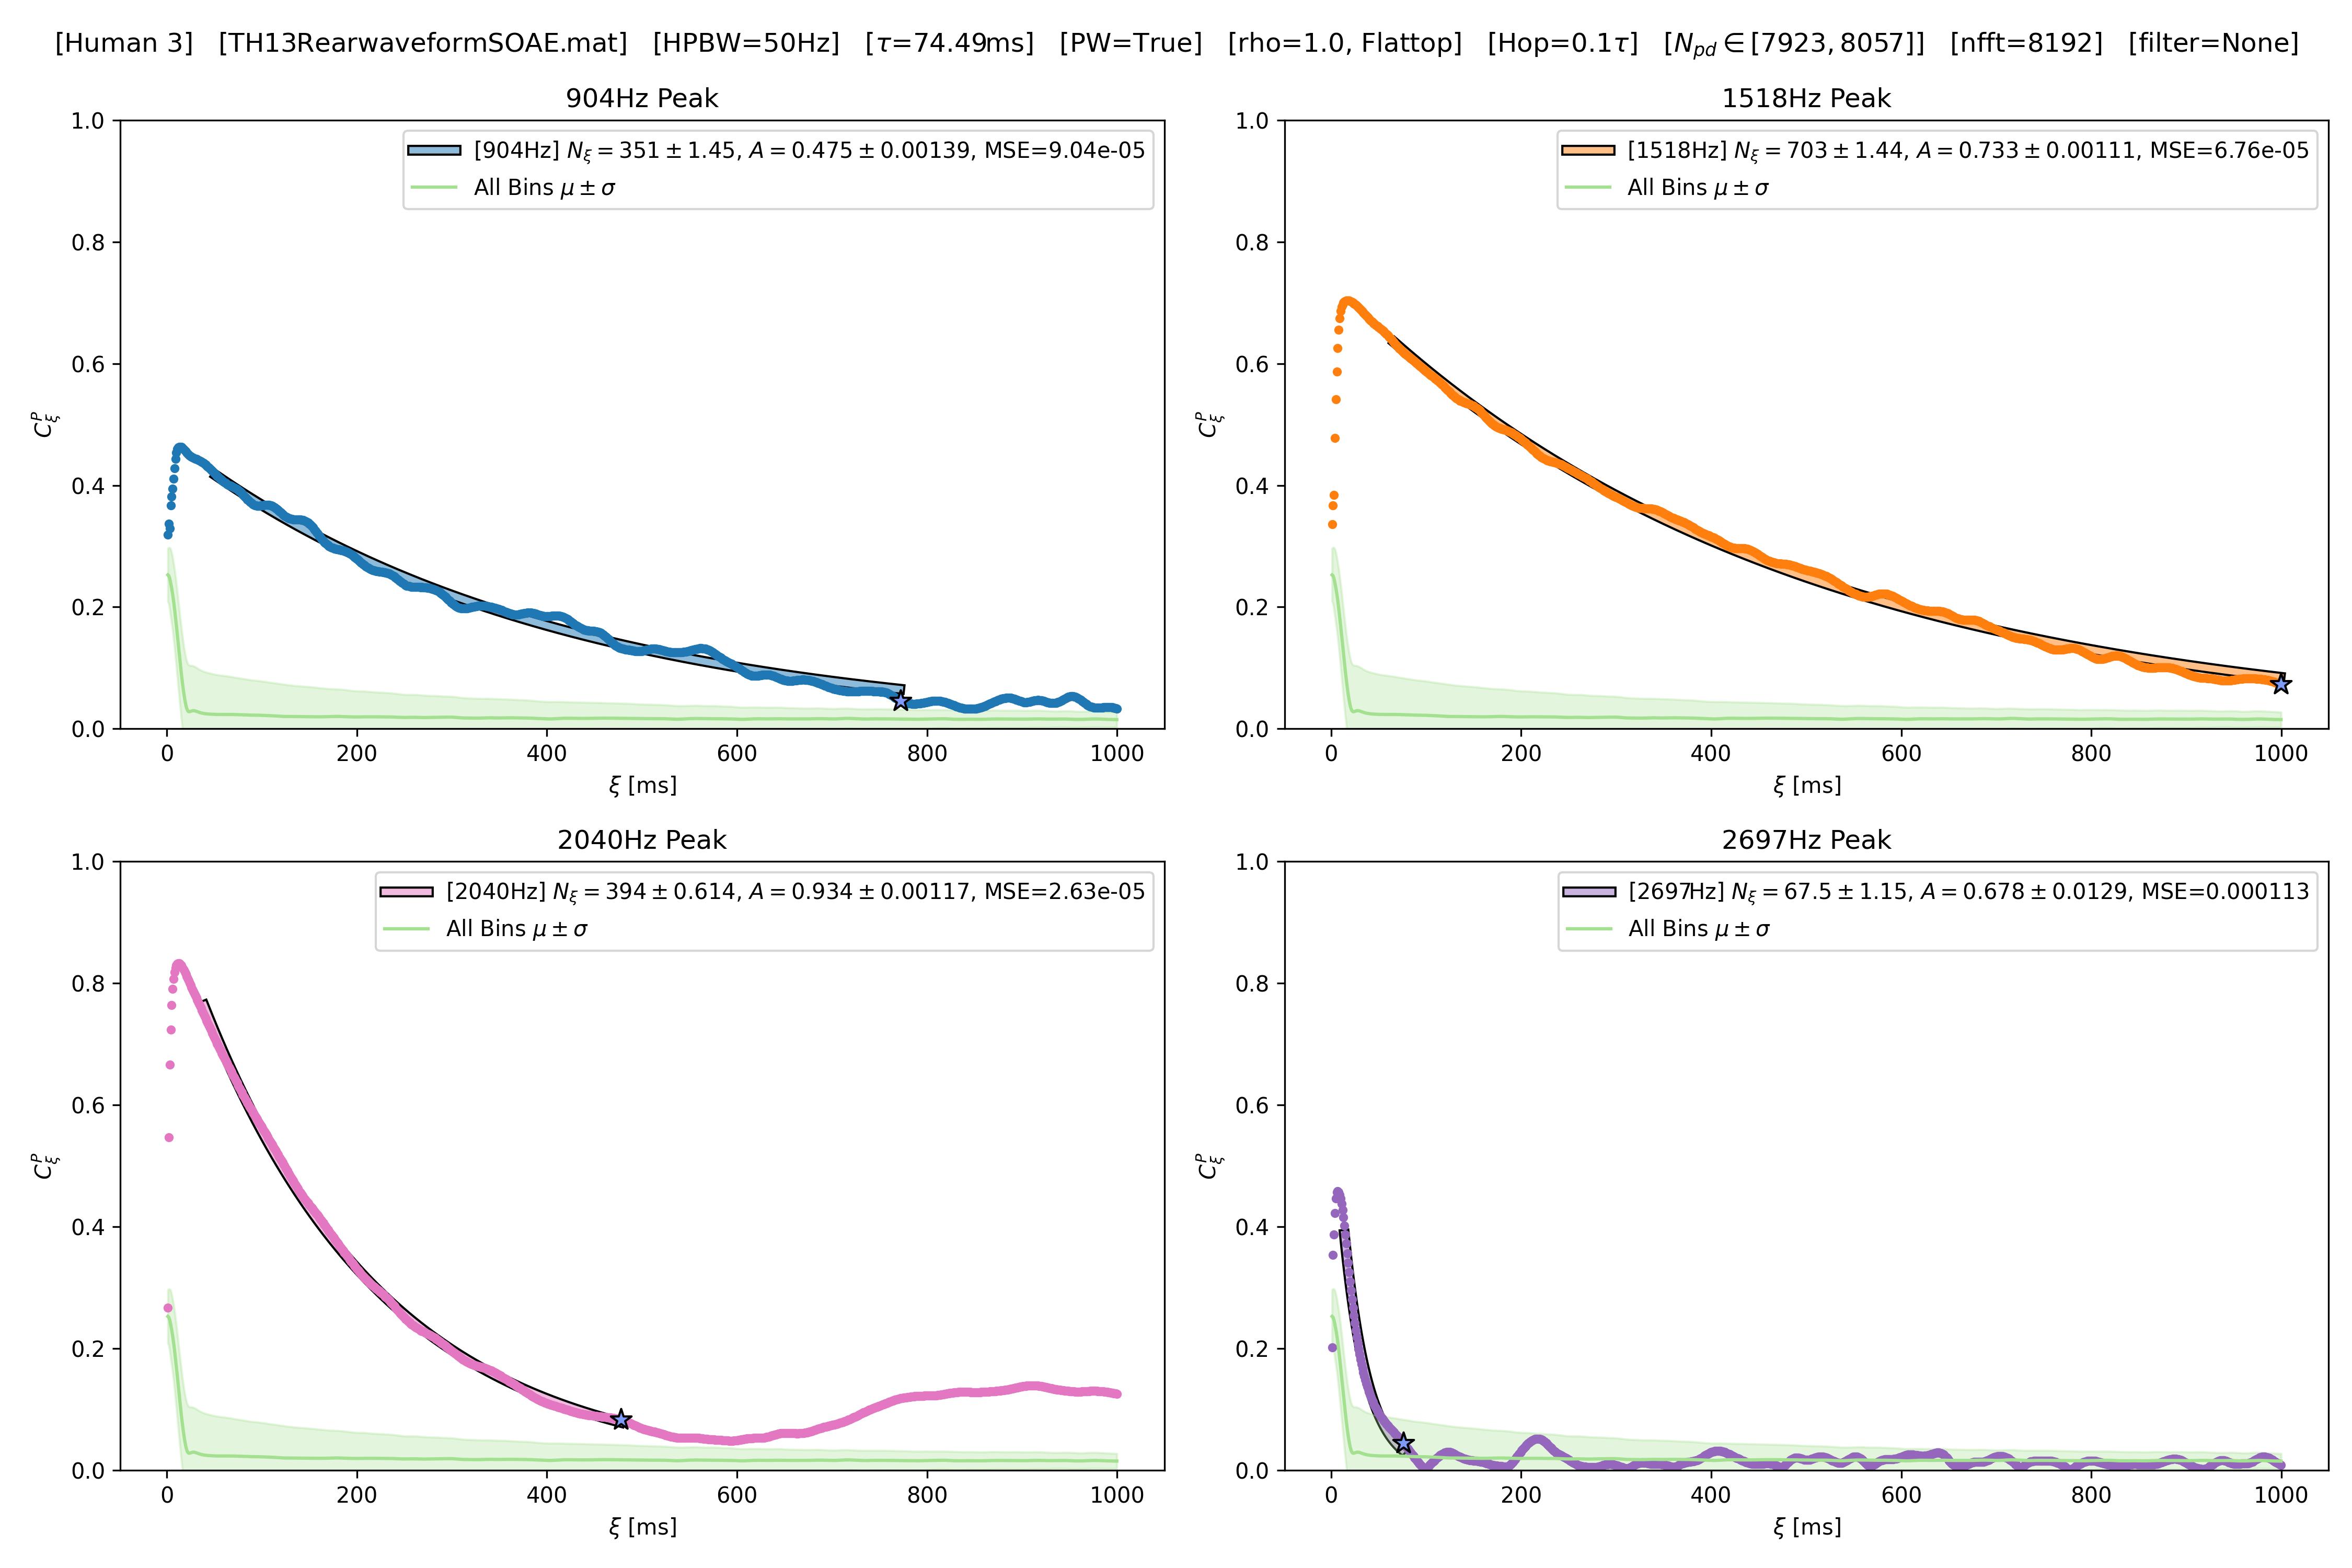 [Human 3] [TH13RearwaveformSOAE.mat] [HPBW=50Hz] [τ=74.49ms] [PW=True] [rho=1.0, Flattop] [Hop=0.1τ] [N_pd ∈ [7923, 8057]] [nfft=8192] [filter=None]
904Hz Peak
[904Hz] N_ξ = 351 ± 1.45, A = 0.475 ± 0.00139, MSE=9.04e-05
All Bins μ ± σ
1.0
0.8
0.6
0.4
0.2
0.0
C_ξ^P
0 200 400 600 800 1000
ξ [ms]
1518Hz Peak
[1518Hz] N_ξ = 703 ± 1.44, A = 0.733 ± 0.00111, MSE=6.76e-05
All Bins μ ± σ
1.0
0.8
0.6
0.4
0.2
0.0
C_ξ^P
0 200 400 600 800 1000
ξ [ms]
2040Hz Peak
[2040Hz] N_ξ = 394 ± 0.614, A = 0.934 ± 0.00117, MSE=2.63e-05
All Bins μ ± σ
1.0
0.8
0.6
0.4
0.2
0.0
C_ξ^P
0 200 400 600 800 1000
ξ [ms]
2697Hz Peak
[2697Hz] N_ξ = 67.5 ± 1.15, A = 0.678 ± 0.0129, MSE=0.000113
All Bins μ ± σ
1.0
0.8
0.6
0.4
0.2
0.0
C_ξ^P
0 200 400 600 800 1000
ξ [ms]